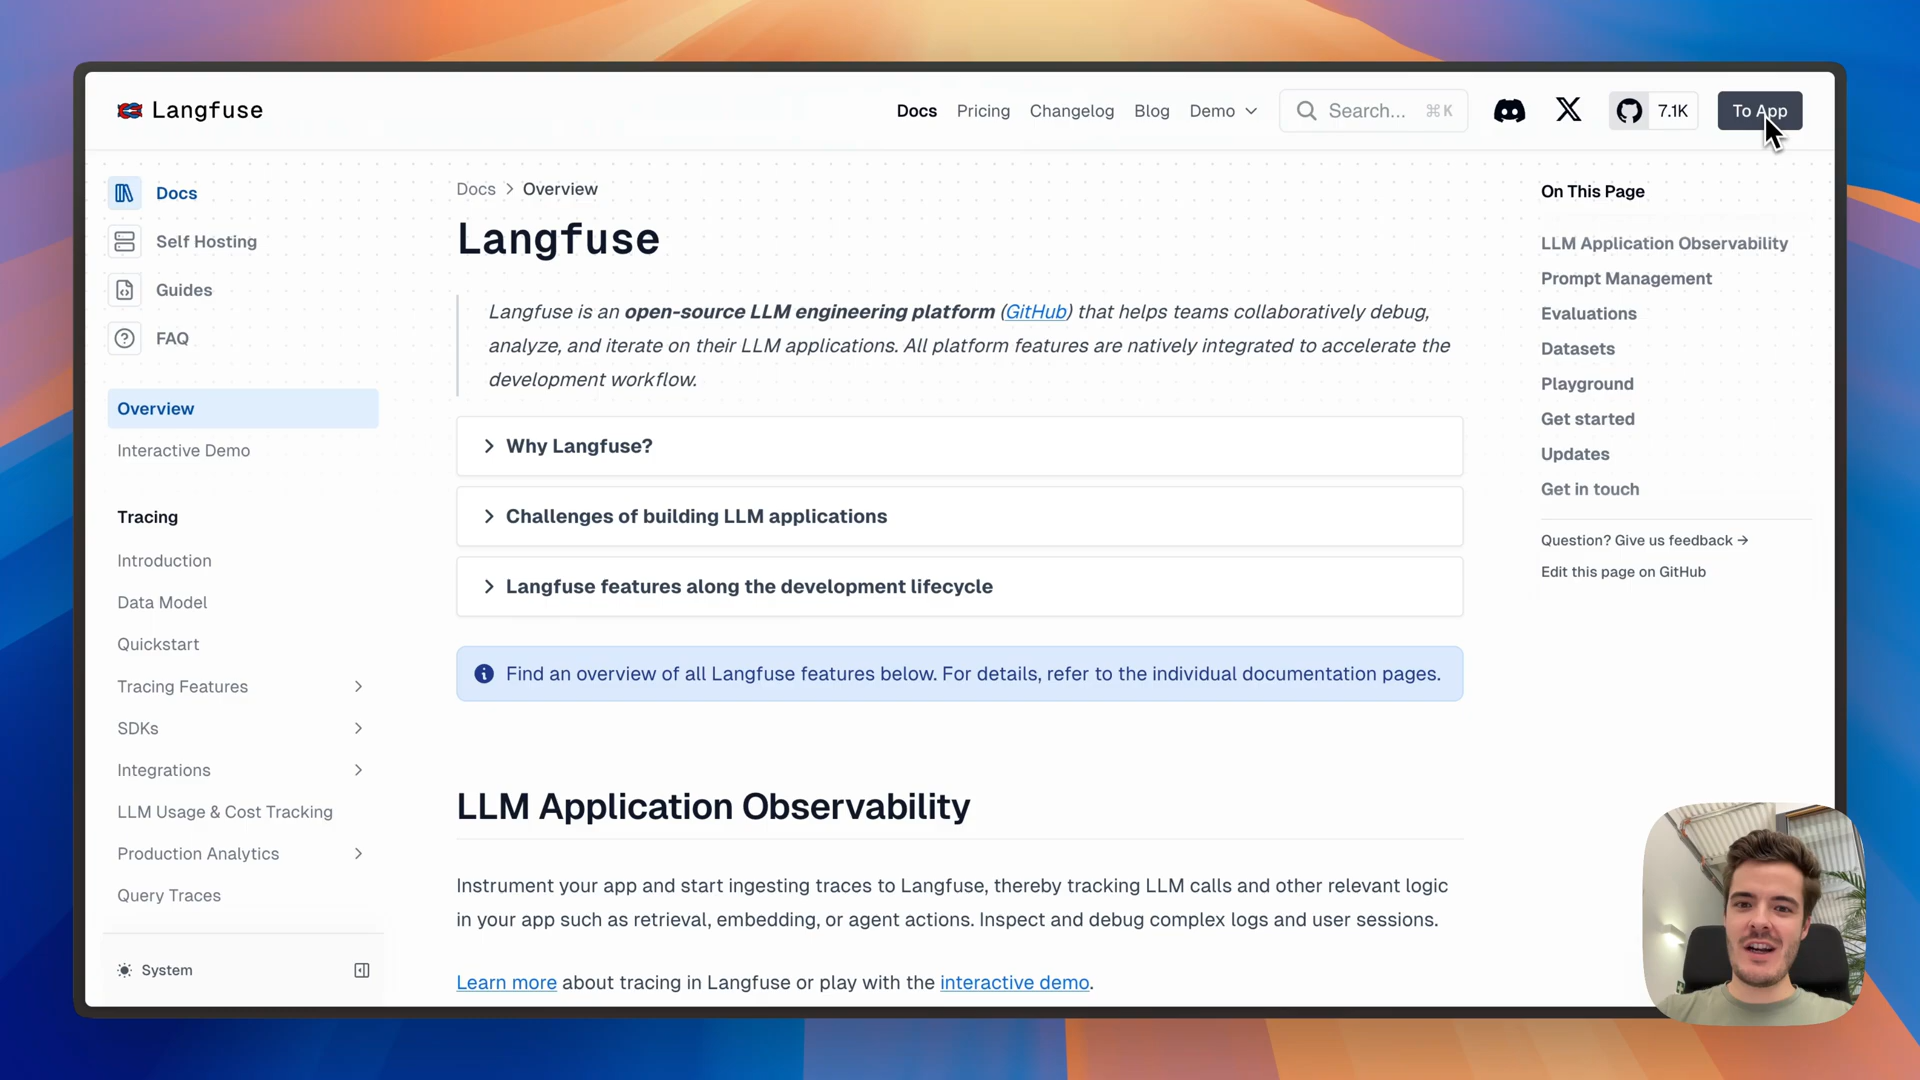 Langfuse
Docs
Pricing
Changelog
Blog
Demo
Search...
⌘K
7.1K
To App
Docs
Self Hosting
Guides
FAQ
Overview
Interactive Demo
Tracing
Introduction
Data Model
Quickstart
Tracing Features
SDKs
Integrations
LLM Usage & Cost Tracking
Production Analytics
Query Traces
System
Docs > Overview
Langfuse
Langfuse is an open-source LLM engineering platform (GitHub) that helps teams collaboratively debug,
analyze, and iterate on their LLM applications. All platform features are natively integrated to accelerate the
development workflow.
Why Langfuse?
Challenges of building LLM applications
Langfuse features along the development lifecycle
Find an overview of all Langfuse features below. For details, refer to the individual documentation pages.
LLM Application Observability
Instrument your app and start ingesting traces to Langfuse, thereby tracking LLM calls and other relevant logic
in your app such as retrieval, embedding, or agent actions. Inspect and debug complex logs and user sessions.
Learn more about tracing in Langfuse or play with the interactive demo.
On This Page
LLM Application Observability
Prompt Management
Evaluations
Datasets
Playground
Get started
Updates
Get in touch
Question? Give us feedback →
Edit this page on GitHub